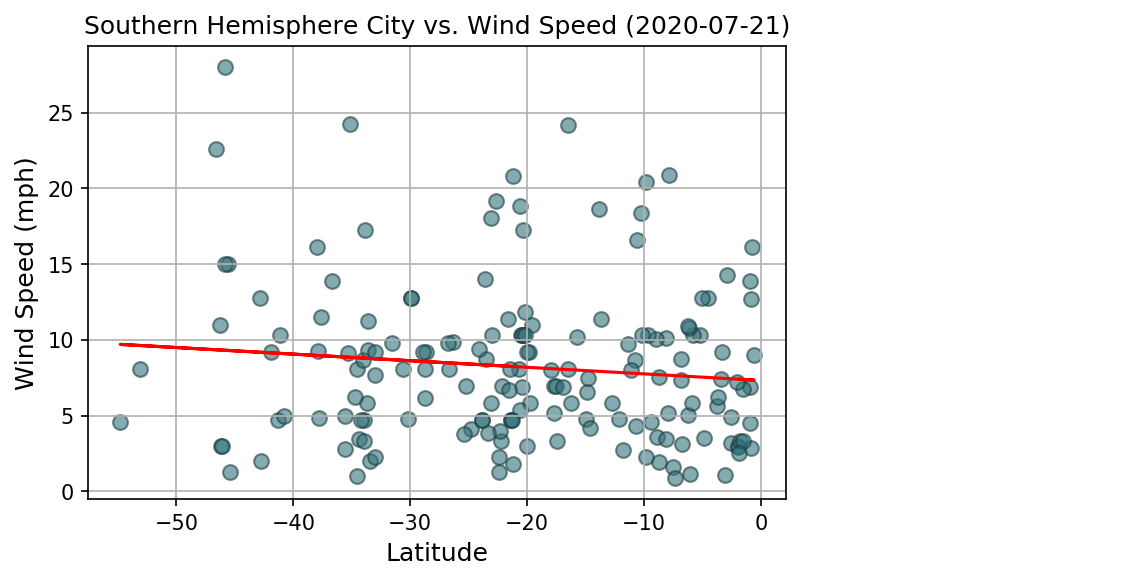 Southern Hemisphere City vs. Wind Speed (2020-07-21)
Wind Speed (mph)
25
20
15
10
5
0
−50 −40 −30 −20 −10 0
Latitude